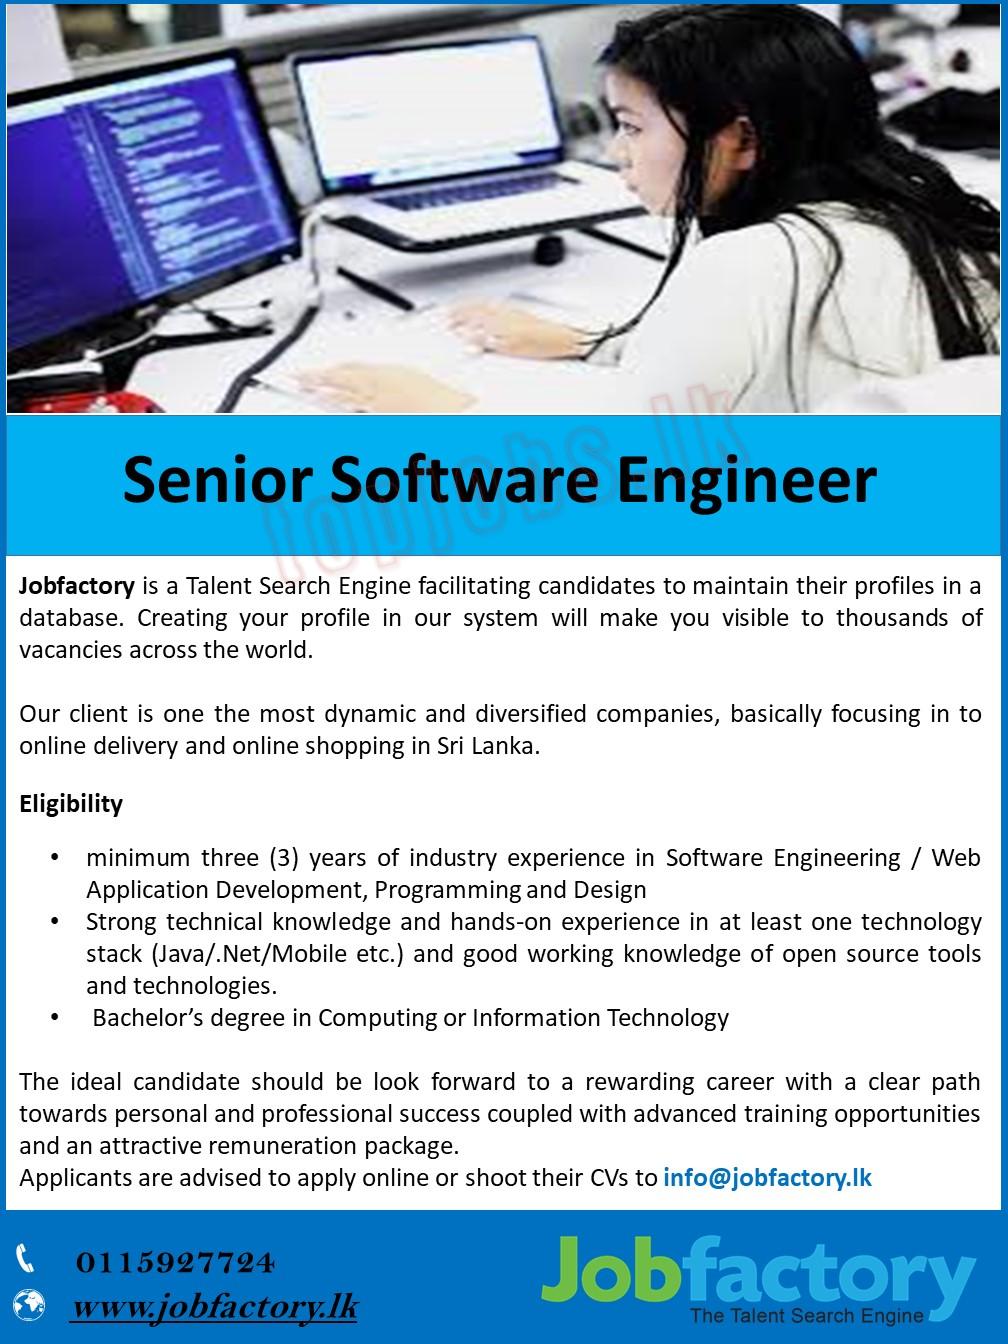 topjobs.lk
Senior Software Engineer
Jobfactory is a Talent Search Engine facilitating candidates to maintain their profiles in a
database. Creating your profile in our system will make you visible to thousands of
vacancies across the world.
Our client is one the most dynamic and diversified companies, basically focusing in to
online delivery and online shopping in Sri Lanka.
Eligibility
• minimum three (3) years of industry experience in Software Engineering / Web
Application Development, Programming and Design
• Strong technical knowledge and hands-on experience in at least one technology
stack (Java/.Net/Mobile etc.) and good working knowledge of open source tools
and technologies.
• Bachelor’s degree in Computing or Information Technology
The ideal candidate should be look forward to a rewarding career with a clear path
towards personal and professional success coupled with advanced training opportunities
and an attractive remuneration package.
Applicants are advised to apply online or shoot their CVs to info@jobfactory.lk
0115927724
www.jobfactory.lk
Jobfactory
The Talent Search Engine